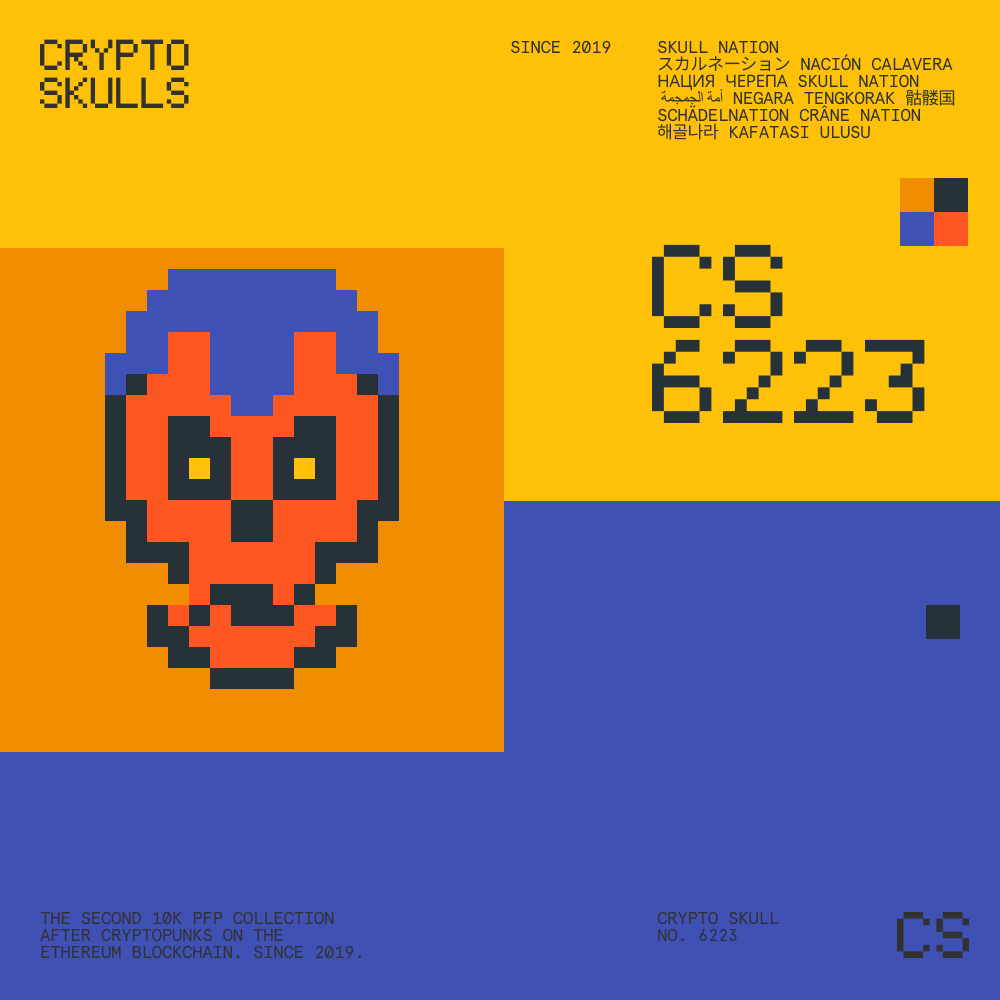 CRYPTO
SKULLS
SINCE 2019
SKULL NATION
スカルネーション NACIÓN CALAVERA
НАЦИЯ ЧЕРЕПА SKULL NATION
أمة الجمجمة NEGARA TENGKORAK 骷髅国
SCHÄDELNATION CRÂNE NATION
해골나라 KAFATASI ULUSU
CS
6223
THE SECOND 10K PFP COLLECTION
AFTER CRYPTOPUNKS ON THE
ETHEREUM BLOCKCHAIN. SINCE 2019.
CRYPTO SKULL
NO. 6223
CS